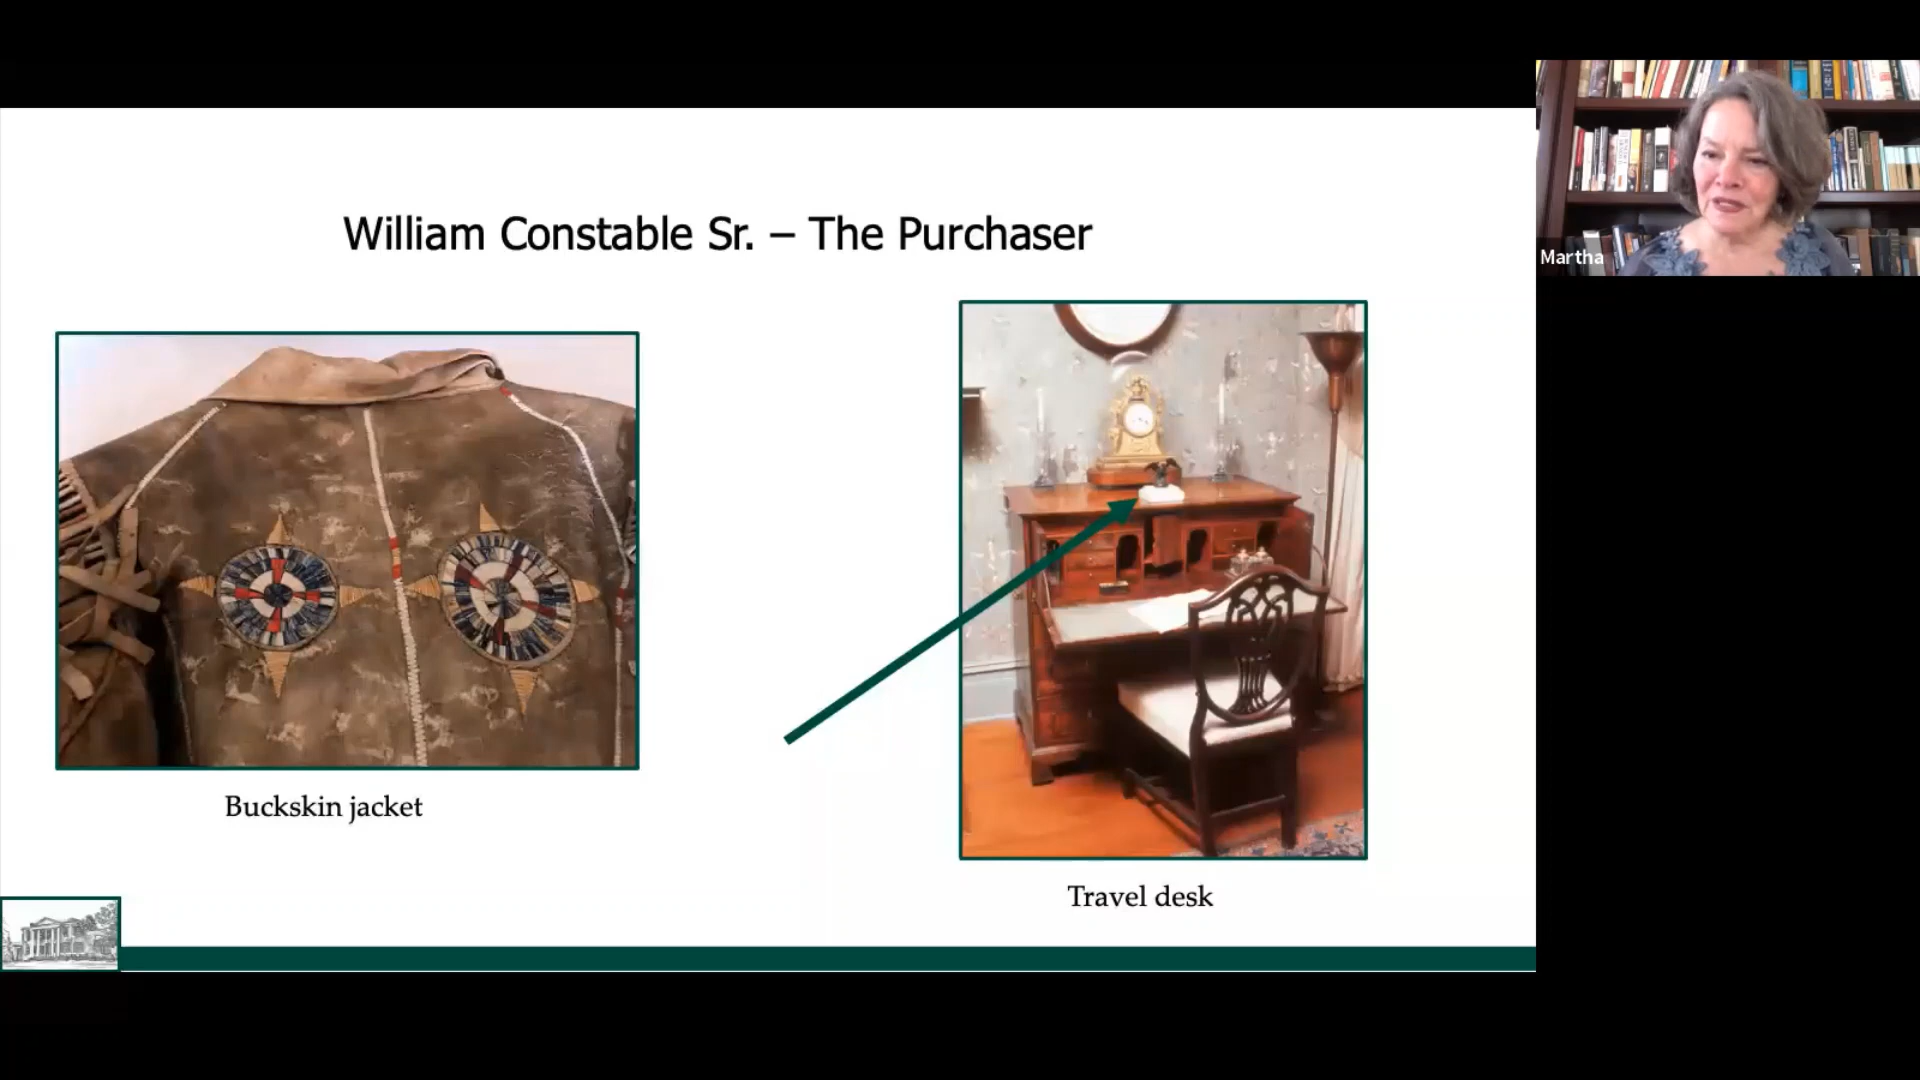 William Constable Sr. – The Purchaser
Martha
Buckskin jacket
Travel desk